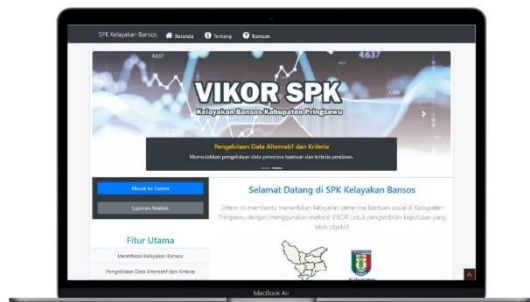 SPK Kelayakan Bansos Beranda Tentang Bantuan
4.637
4637
VIKOR SPK
Kelayakan Bansos Kabupaten Pringsewu
Pengelolaan Data Alternatif dan Kriteria
Memudahkan pengelolaan data penerima bantuan dan kriteria penilaian.
Masuk ke Sistem
Laporan Analisis
Selamat Datang di SPK Kelayakan Bansos
Sistem ini membantu menentukan kelayakan penerima bantuan sosial di Kabupaten
Pringsewu dengan menggunakan metode VIKOR untuk pengambilan keputusan yang
lebih objektif
Fitur Utama
Identifikasi Kelayakan Bansos
Pengelolaan Data Alternatif dan Kriteria
MacBook Air